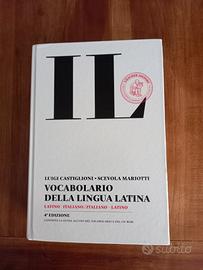 IL
LUIGI CASTIGLIONI - SCEVOLA MARIOTTI
VOCABOLARIO
DELLA LINGUA LATINA
LATINO - ITALIANO / ITALIANO - LATINO
4ª EDIZIONE
Subito